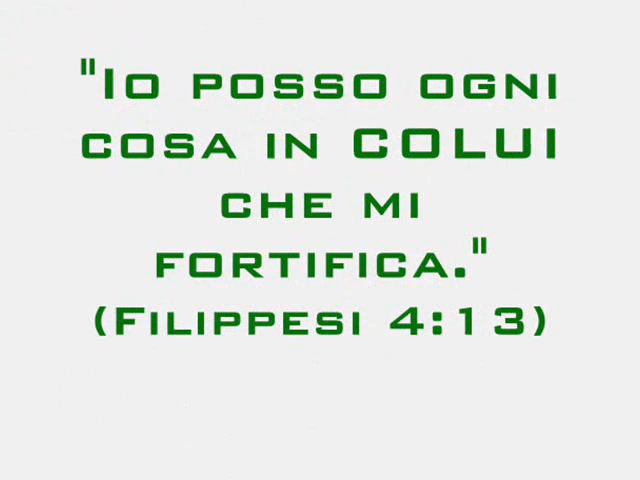 "Io posso ogni
cosa in COLUI
che mi
fortifica."
(Filippesi 4:13)